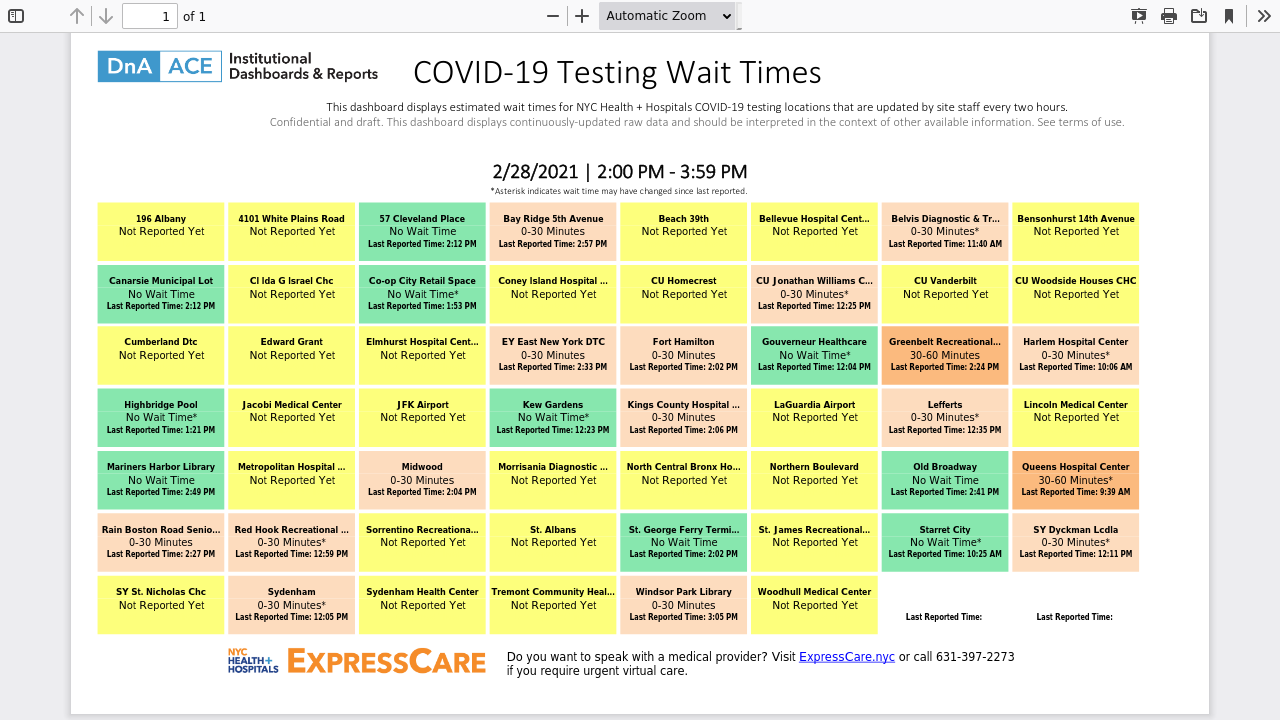 1 of 1
Automatic Zoom
DnA ACE Institutional Dashboards & Reports
COVID-19 Testing Wait Times
This dashboard displays estimated wait times for NYC Health + Hospitals COVID-19 testing locations that are updated by site staff every two hours.
Confidential and draft. This dashboard displays continuously-updated raw data and should be interpreted in the context of other available information. See terms of use.
2/28/2021 | 2:00 PM - 3:59 PM
*Asterisk indicates wait time may have changed since last reported.
196 Albany
Not Reported Yet
4101 White Plains Road
Not Reported Yet
57 Cleveland Place
No Wait Time
Last Reported Time: 2:12 PM
Bay Ridge 5th Avenue
0-30 Minutes
Last Reported Time: 2:57 PM
Beach 39th
Not Reported Yet
Bellevue Hospital Cent...
Not Reported Yet
Belvis Diagnostic & Tr...
0-30 Minutes*
Last Reported Time: 11:40 AM
Bensonhurst 14th Avenue
Not Reported Yet
Canarsie Municipal Lot
No Wait Time
Last Reported Time: 2:12 PM
Cl Ida G Israel Chc
Not Reported Yet
Co-op City Retail Space
No Wait Time*
Last Reported Time: 1:53 PM
Coney Island Hospital ...
Not Reported Yet
CU Homecrest
Not Reported Yet
CU Jonathan Williams C...
0-30 Minutes*
Last Reported Time: 12:25 PM
CU Vanderbilt
Not Reported Yet
CU Woodside Houses CHC
Not Reported Yet
Cumberland Dtc
Not Reported Yet
Edward Grant
Not Reported Yet
Elmhurst Hospital Cent...
Not Reported Yet
EY East New York DTC
0-30 Minutes
Last Reported Time: 2:33 PM
Fort Hamilton
0-30 Minutes
Last Reported Time: 2:02 PM
Gouverneur Healthcare
No Wait Time*
Last Reported Time: 12:04 PM
Greenbelt Recreational...
30-60 Minutes
Last Reported Time: 2:24 PM
Harlem Hospital Center
0-30 Minutes*
Last Reported Time: 10:06 AM
Highbridge Pool
No Wait Time*
Last Reported Time: 1:21 PM
Jacobi Medical Center
Not Reported Yet
JFK Airport
Not Reported Yet
Kew Gardens
No Wait Time*
Last Reported Time: 12:23 PM
Kings County Hospital ...
0-30 Minutes
Last Reported Time: 2:06 PM
LaGuardia Airport
Not Reported Yet
Lefferts
0-30 Minutes*
Last Reported Time: 12:35 PM
Lincoln Medical Center
Not Reported Yet
Mariners Harbor Library
No Wait Time
Last Reported Time: 2:49 PM
Metropolitan Hospital ...
Not Reported Yet
Midwood
0-30 Minutes
Last Reported Time: 2:04 PM
Morrisania Diagnostic ...
Not Reported Yet
North Central Bronx Ho...
Not Reported Yet
Northern Boulevard
Not Reported Yet
Old Broadway
No Wait Time
Last Reported Time: 2:41 PM
Queens Hospital Center
30-60 Minutes*
Last Reported Time: 9:39 AM
Rain Boston Road Senio...
0-30 Minutes
Last Reported Time: 2:27 PM
Red Hook Recreational ...
0-30 Minutes*
Last Reported Time: 12:59 PM
Sorrentino Recreationa...
Not Reported Yet
St. Albans
Not Reported Yet
St. George Ferry Termi...
No Wait Time
Last Reported Time: 2:02 PM
St. James Recreational...
Not Reported Yet
Starret City
No Wait Time*
Last Reported Time: 10:25 AM
SY Dyckman Lcdla
0-30 Minutes*
Last Reported Time: 12:11 PM
SY St. Nicholas Chc
Not Reported Yet
Sydenham
0-30 Minutes*
Last Reported Time: 12:05 PM
Sydenham Health Center
Not Reported Yet
Tremont Community Heal...
Not Reported Yet
Windsor Park Library
0-30 Minutes
Last Reported Time: 3:05 PM
Woodhull Medical Center
Not Reported Yet
Last Reported Time:
Last Reported Time:
NYC HEALTH+ HOSPITALS EXPRESSCARE
Do you want to speak with a medical provider? Visit ExpressCare.nyc or call 631-397-2273
if you require urgent virtual care.